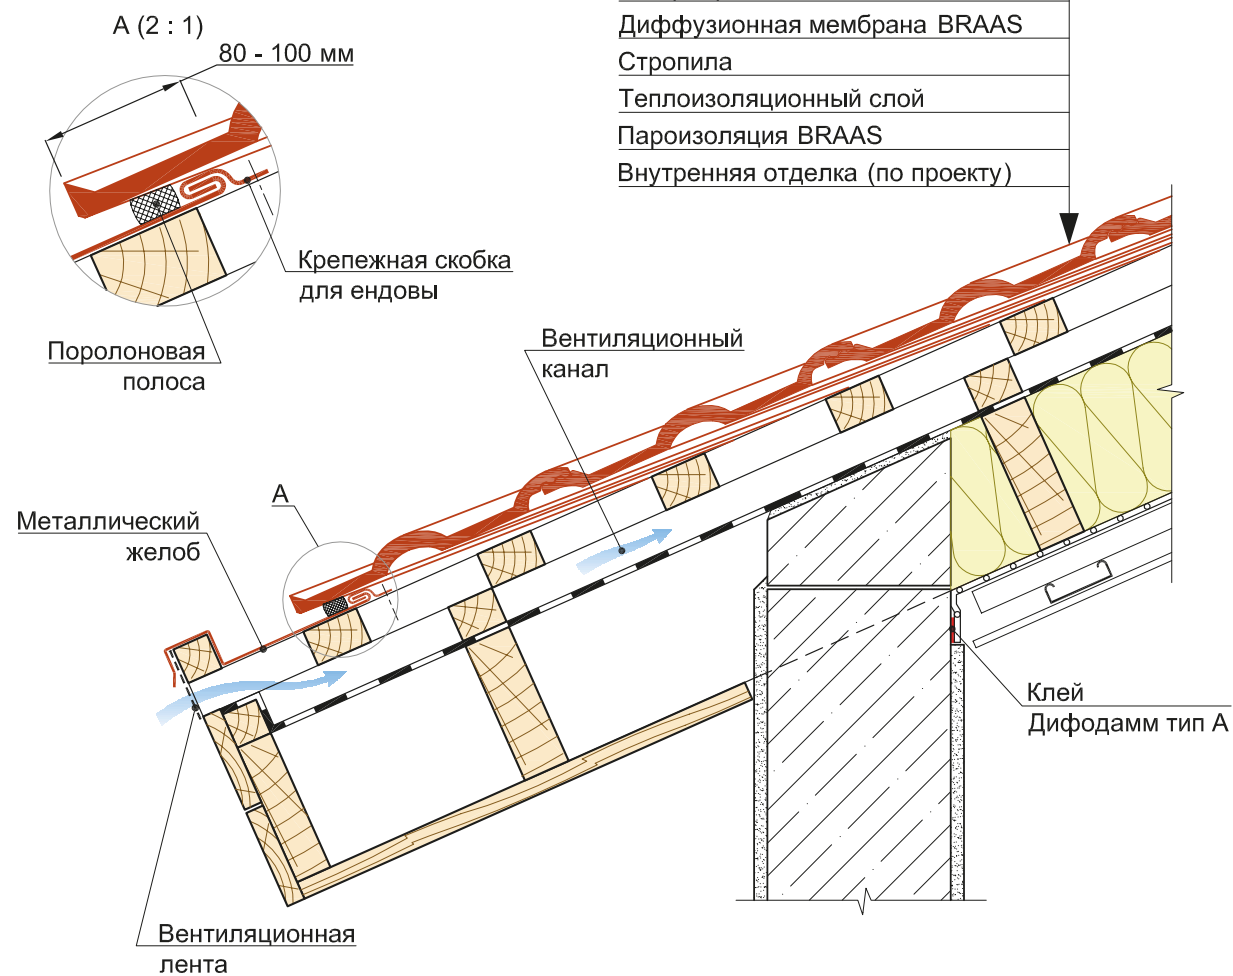 А (2 : 1)
80 - 100 мм
Диффузионная мембрана BRAAS
Стропила
Теплоизоляционный слой
Пароизоляция BRAAS
Внутренняя отделка (по проекту)
Крепежная скобка
для ендовы
Поролоновая
полоса
Вентиляционный
канал
А
Металлический
желоб
Клей
Дифодамм тип А
Вентиляционная
лента